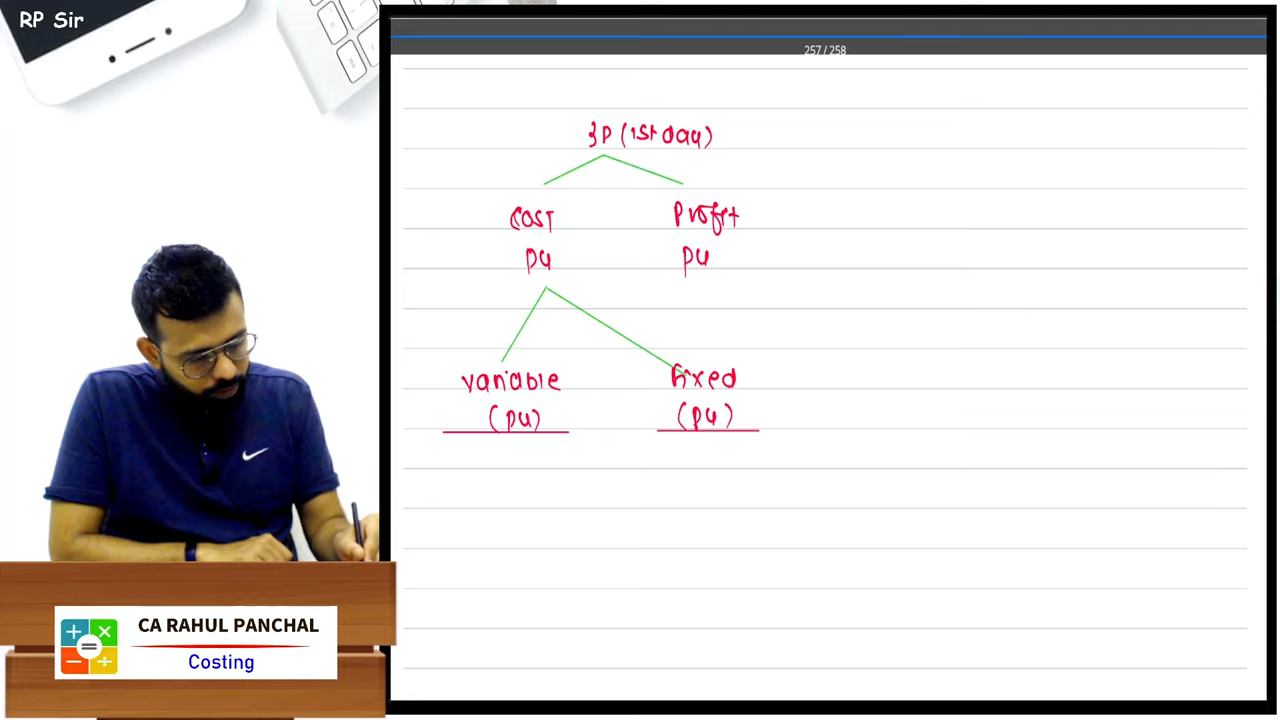 RP Sir
257 / 258
SP (1st day)
cost Profit
pu pu
variable fixed
(pu) (pu)
CA RAHUL PANCHAL
Costing